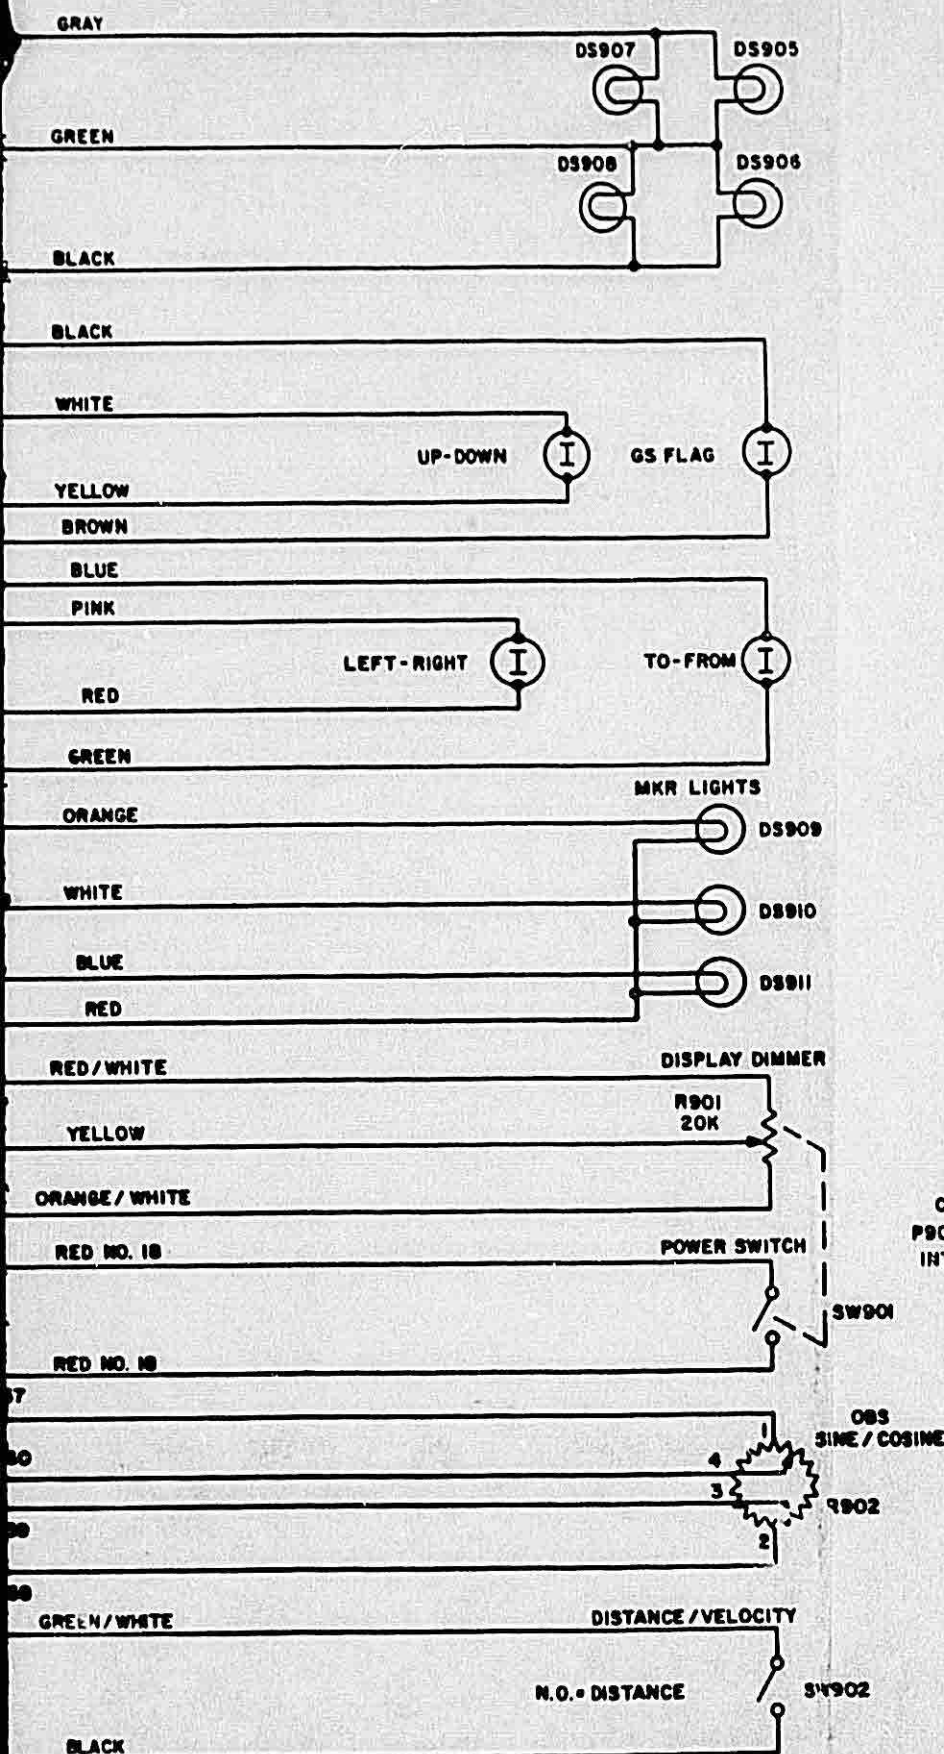 GRAY
DS907
DS905
GREEN
DS908
DS906
BLACK
BLACK
WHITE
UP-DOWN
GS FLAG
YELLOW
BROWN
BLUE
PINK
LEFT-RIGHT
TO-FROM
RED
GREEN
MKR LIGHTS
ORANGE
DS909
WHITE
DS910
BLUE
DS911
RED
RED/WHITE
DISPLAY DIMMER
R901
20K
YELLOW
ORANGE/WHITE
RED NO. 18
POWER SWITCH
SW901
RED NO. 18
OBS
SINE/COSINE
1
4
3
R902
2
GREEN/WHITE
DISTANCE/VELOCITY
N.O.=DISTANCE
SW902
BLACK